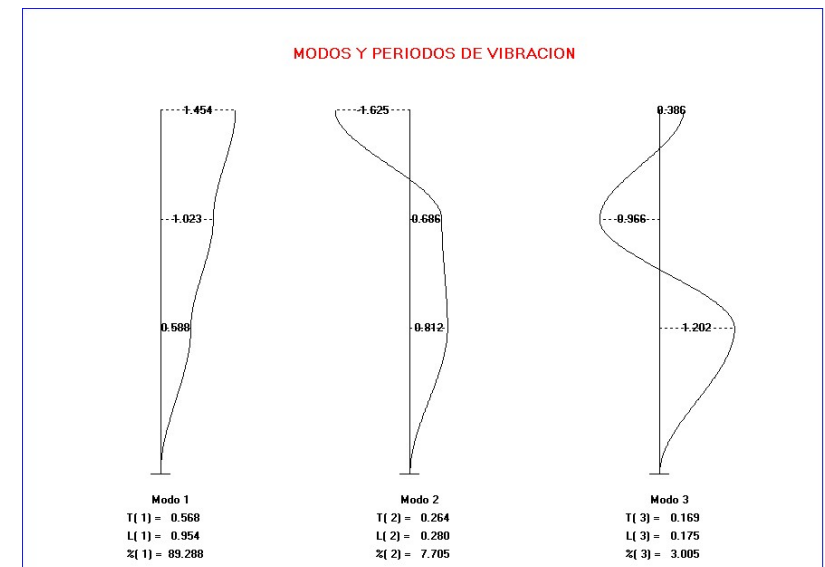 MODOS Y PERIODOS DE VIBRACION
1.454
1.023
0.588
Modo 1
T( 1) = 0.568
L( 1) = 0.954
%( 1) = 89.288
-1.625
0.686
0.812
Modo 2
T( 2) = 0.264
L( 2) = 0.280
%( 2) = 7.705
0.386
-0.966
1.202
Modo 3
T( 3) = 0.169
L( 3) = 0.175
%( 3) = 3.005